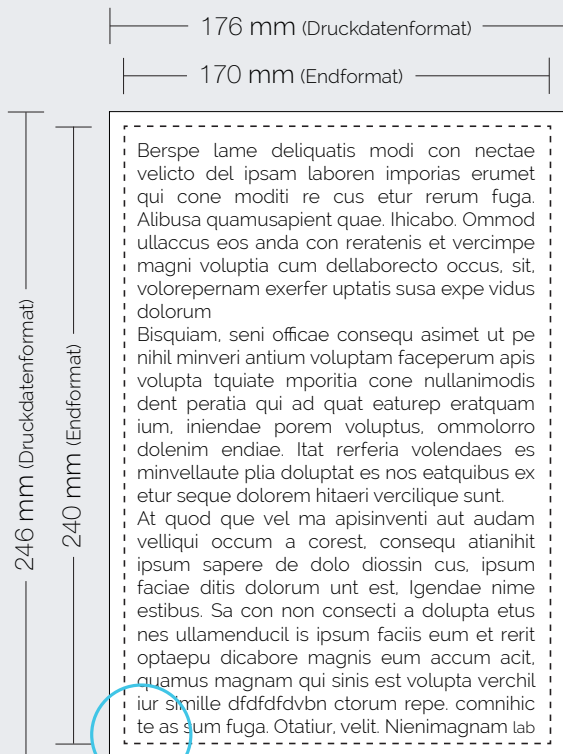 176 mm (Druckdatenformat)
170 mm (Endformat)
246 mm (Druckdatenformat)
240 mm (Endformat)
Berspe lame deliquatis modi con nectae
velicto del ipsam laboren imporias erumet
qui cone moditi re cus etur rerum fuga.
Alibusa quamusapient quae. Ihicabo. Ommod
ullaccus eos anda con reratenis et vercimpe
magni voluptia cum dellaborecto occus, sit,
volorepernam exerfer uptatis susa expe vidus
dolorum
Bisquiam, seni officae consequ asimet ut pe
nihil minveri antium voluptam faceperum apis
volupta tquiate mporitia cone nullanimodis
dent peratia qui ad quat eaturep eratquam
ium, iniendae porem voluptus, ommolorro
dolenim endiae. Itat rerferia volendaes es
minvellaute plia doluptat es nos eatquibus ex
etur seque dolorem hitaeri vercilique sunt.
At quod que vel ma apisinventi aut audam
velliqui occum a corest, consequ atianihit
ipsum sapere de dolo diossin cus, ipsum
faciae ditis dolorum unt est, Igendae nime
estibus. Sa con non consecti a dolupta etus
nes ullamenducil is ipsum faciis eum et rerit
optaepu dicabore magnis eum accum acit,
quamus magnam qui sinis est volupta verchil
iur simille dfdfdfdvbn ctorum repe. comnihic
te as sum fuga. Otatiur, velit. Nienimagnam lab